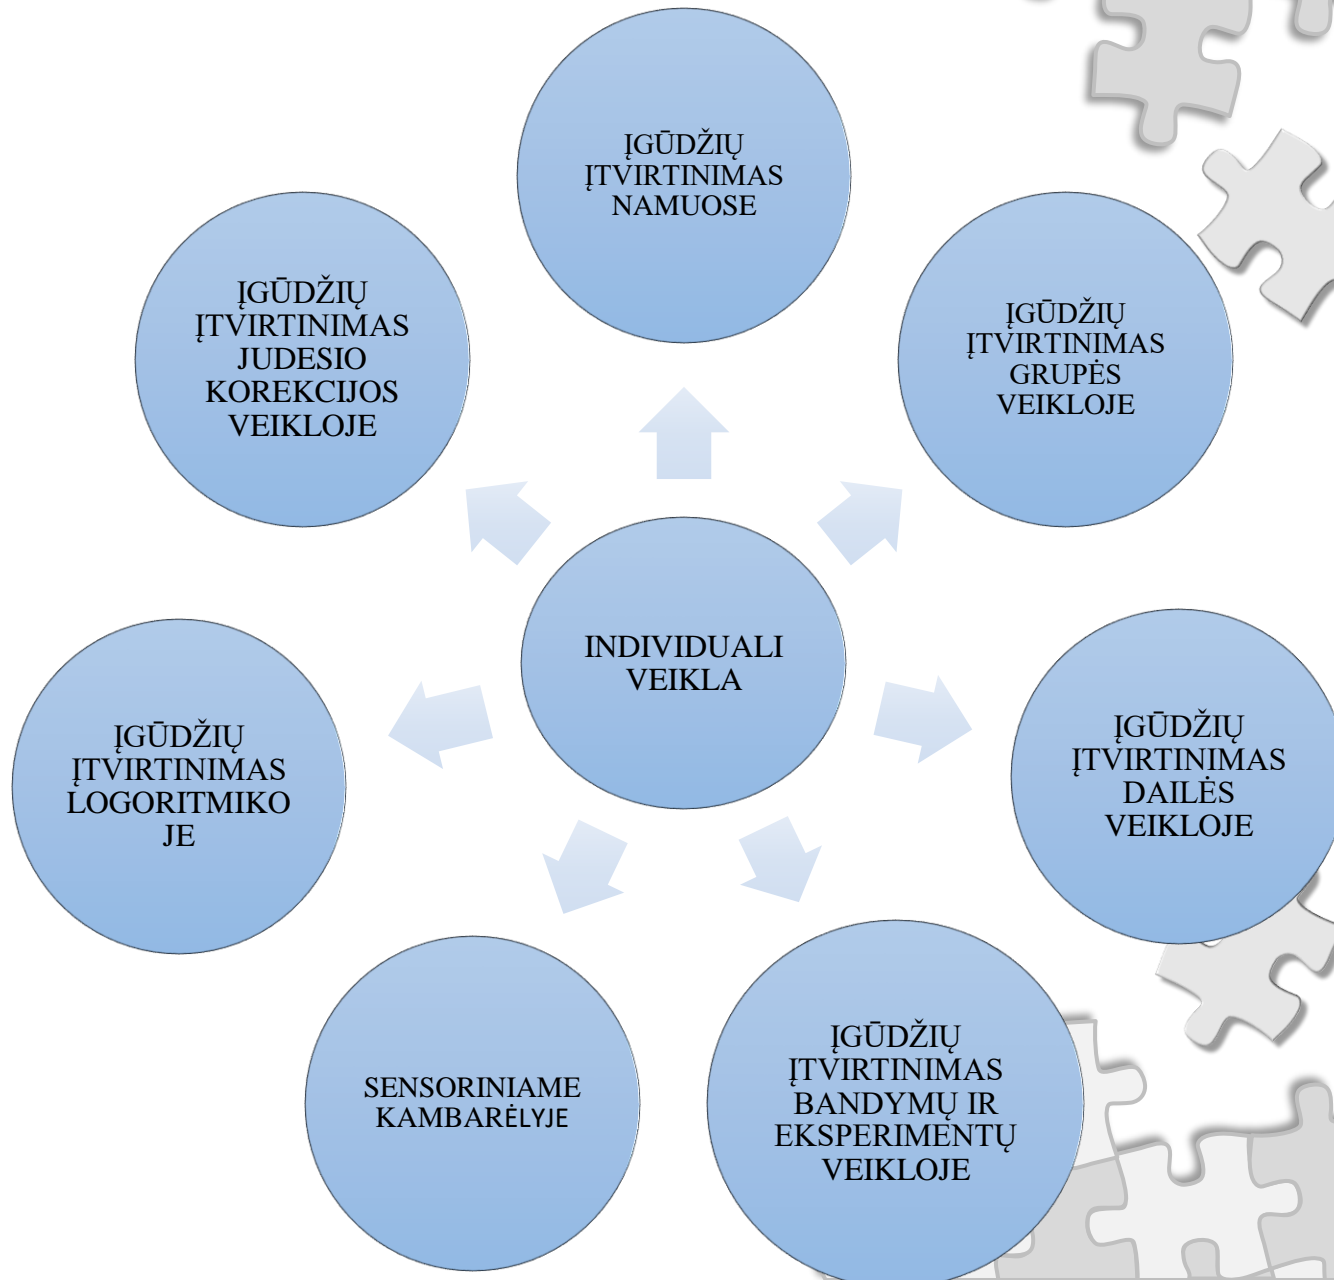 ĮGŪDŽIŲ
ĮTVIRTINIMAS
NAMUOSE
ĮGŪDŽIŲ
ĮTVIRTINIMAS
GRUPĖS
VEIKLOJE
ĮGŪDŽIŲ
ĮTVIRTINIMAS
DAILĖS
VEIKLOJE
ĮGŪDŽIŲ
ĮTVIRTINIMAS
BANDYMŲ IR
EKSPERIMENTŲ
VEIKLOJE
SENSORINIAME
KAMBARĖLYJE
ĮGŪDŽIŲ
ĮTVIRTINIMAS
LOGORITMIKO
JE
ĮGŪDŽIŲ
ĮTVIRTINIMAS
JUDESIO
KOREKCIJOS
VEIKLOJE
INDIVIDUALI
VEIKLA